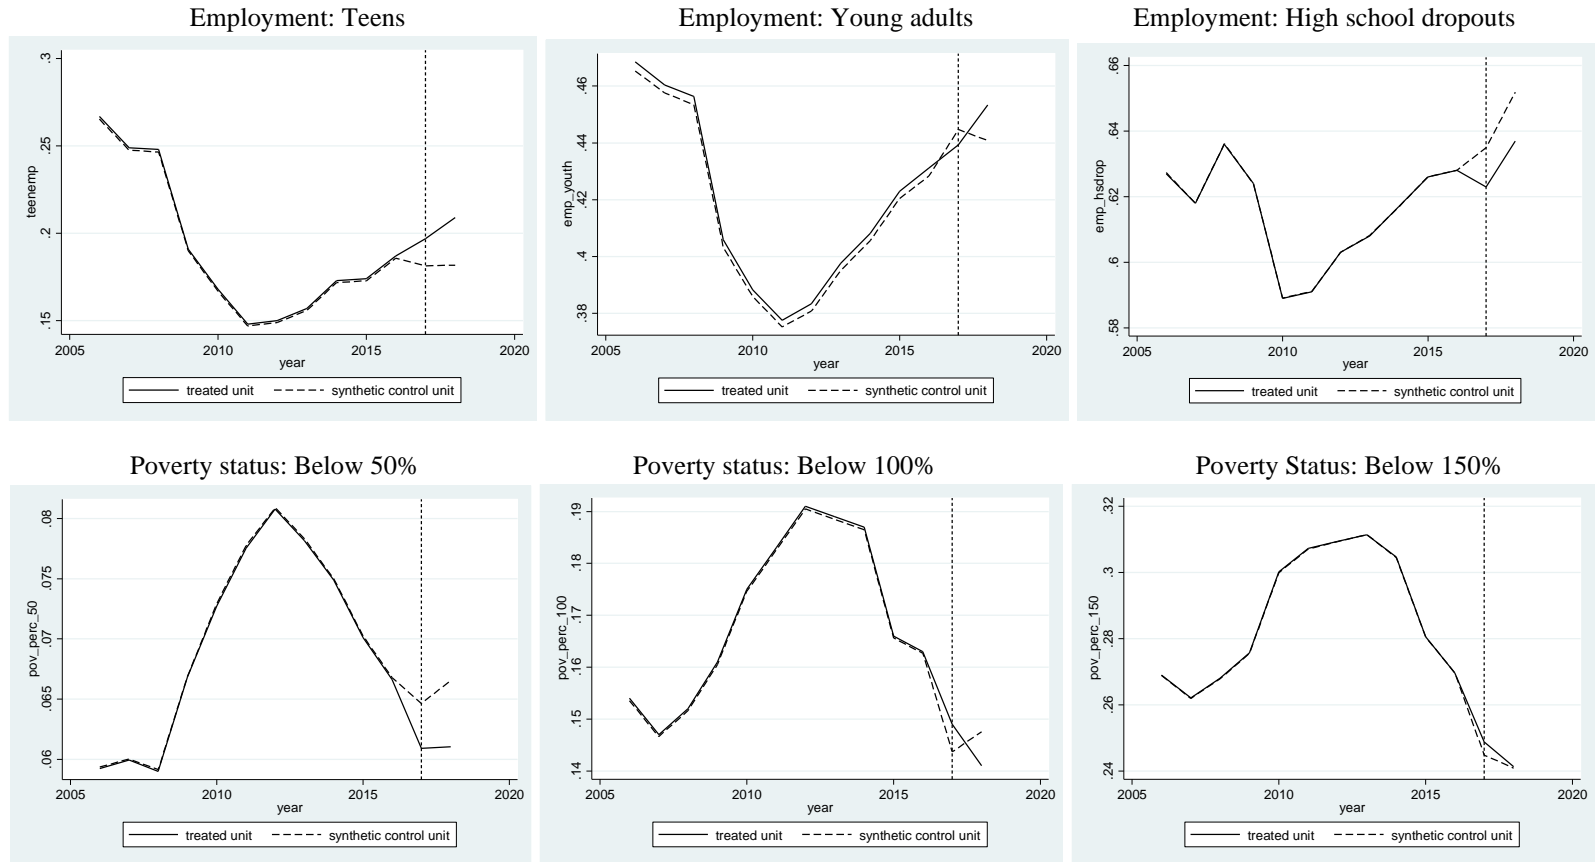 Employment: Teens
.3
.25
.2
.15
teenemp
2005 2010 2015 2020
year
treated unit synthetic control unit
Employment: Young adults
.46
.44
.42
.4
.38
emp_youth
2005 2010 2015 2020
year
treated unit synthetic control unit
Employment: High school dropouts
.66
.64
.62
.6
.58
emp_hsdrop
2005 2010 2015 2020
year
treated unit synthetic control unit
Poverty status: Below 50%
.08
.075
.07
.065
.06
pov_perc_50
2005 2010 2015 2020
year
treated unit synthetic control unit
Poverty status: Below 100%
.19
.18
.17
.16
.15
.14
pov_perc_100
2005 2010 2015 2020
year
treated unit synthetic control unit
Poverty Status: Below 150%
.32
.3
.28
.26
.24
pov_perc_150
2005 2010 2015 2020
year
treated unit synthetic control unit